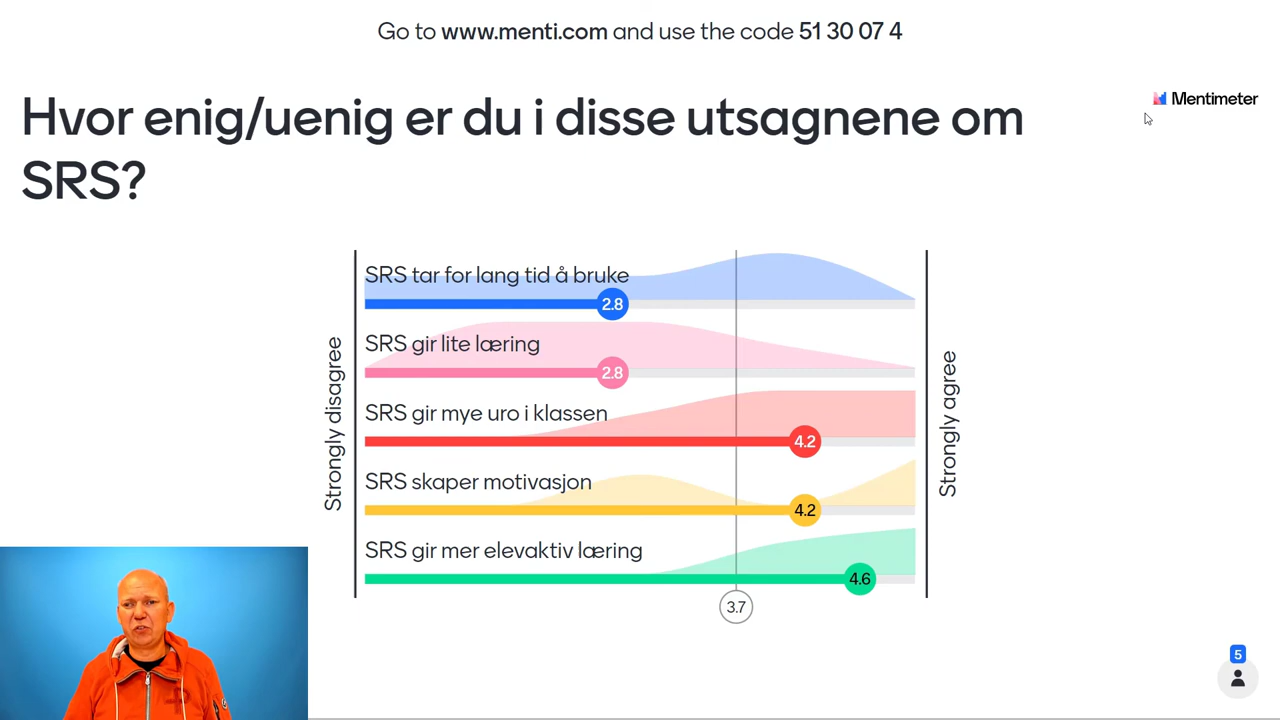 Go to www.menti.com and use the code 51 30 07 4
Mentimeter
Hvor enig/uenig er du i disse utsagnene om
SRS?
Strongly disagree
SRS tar for lang tid å bruke
2.8
SRS gir lite læring
2.8
SRS gir mye uro i klassen
4.2
SRS skaper motivasjon
4.2
SRS gir mer elevaktiv læring
4.6
3.7
Strongly agree
5